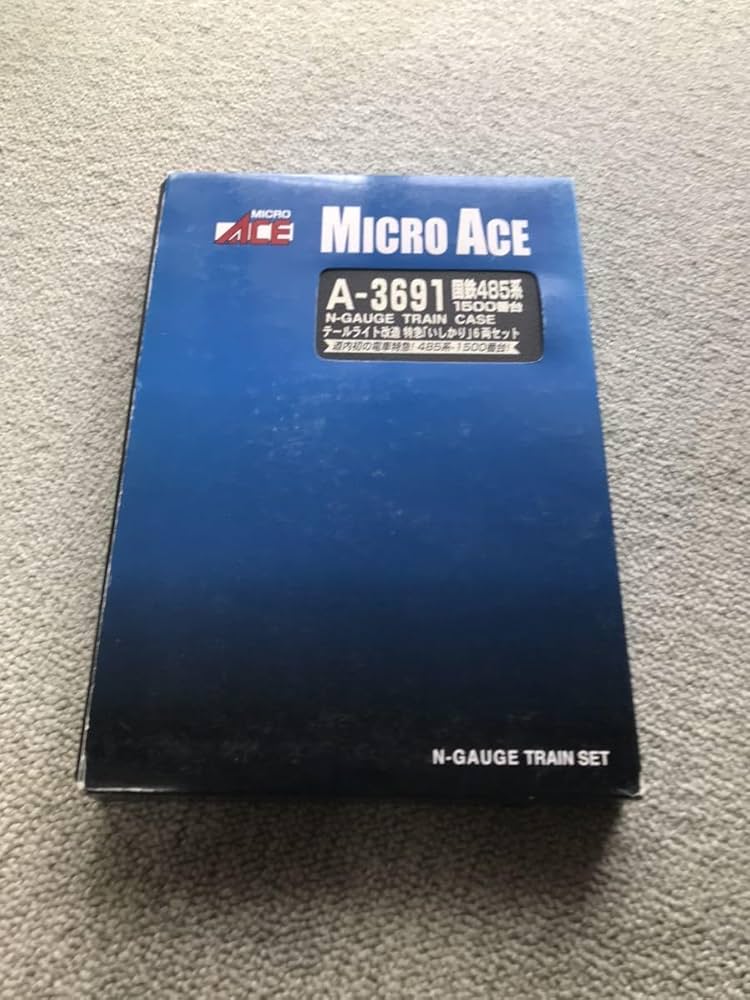 MICRO
ACE
MICRO ACE
A-3691 国鉄485系
1500番台
N-GAUGE TRAIN CASE
テールライト改造 特急「いしかり」6両セット
道内初の電車特急! 485系-1500番台!
N-GAUGE TRAIN SET